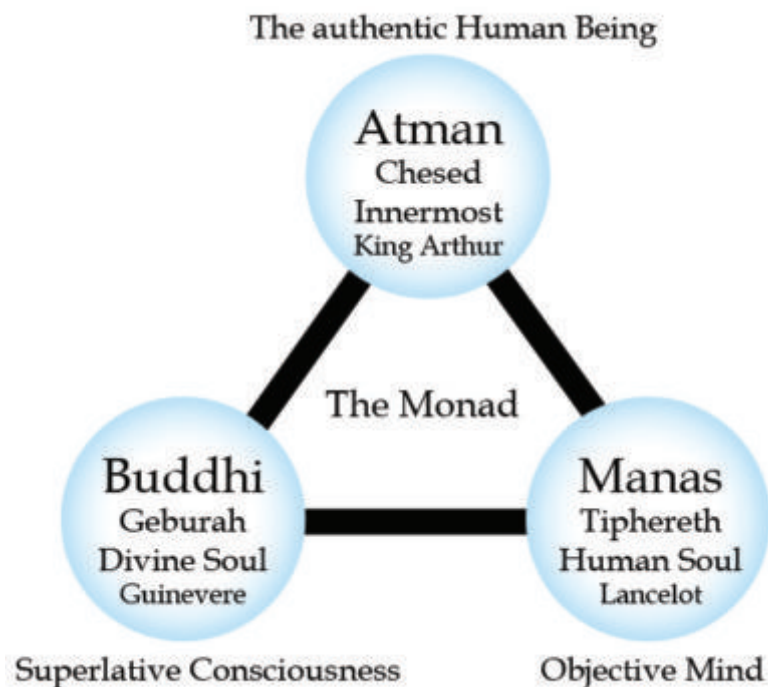 The authentic Human Being
Atman
Chesed
Innermost
King Arthur
The Monad
Buddhi
Geburah
Divine Soul
Guinevere
Manas
Tiphereth
Human Soul
Lancelot
Superlative Consciousness
Objective Mind